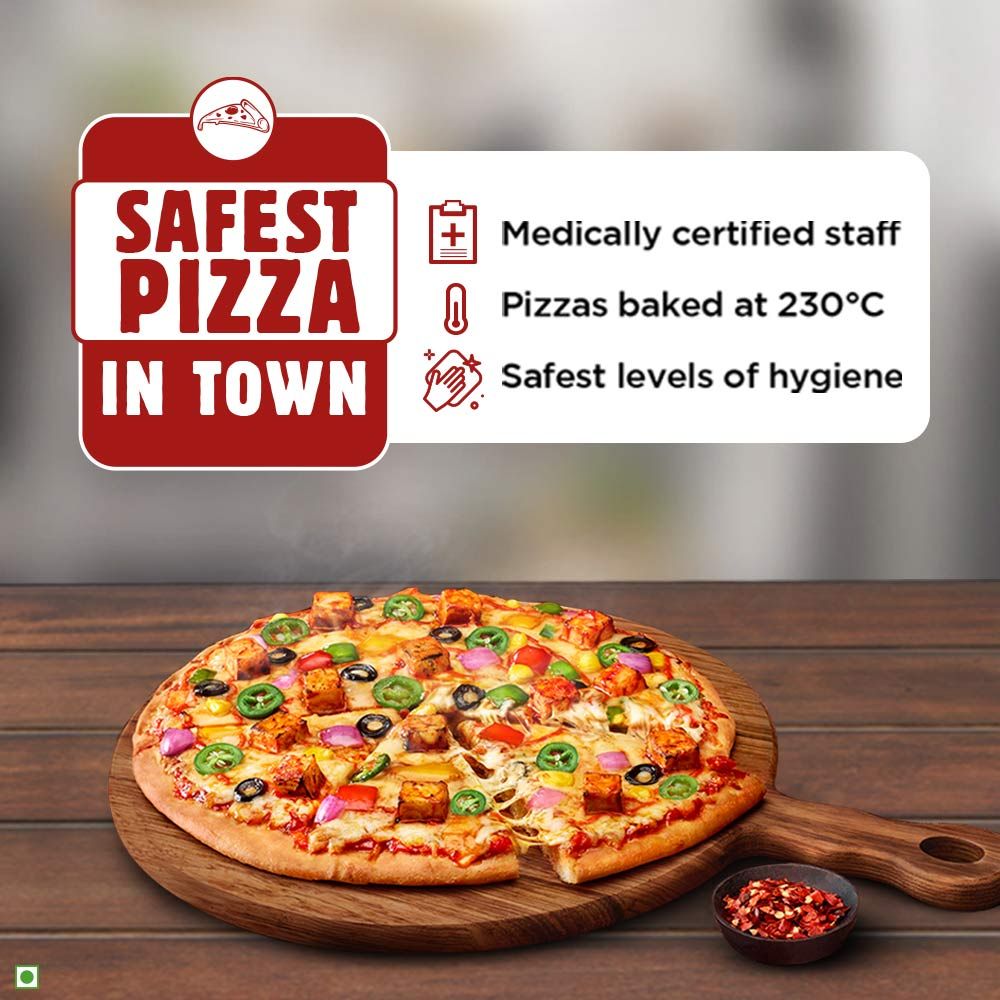 SAFEST
PIZZA
IN TOWN
Medically certified staff
Pizzas baked at 230°C
Safest levels of hygiene